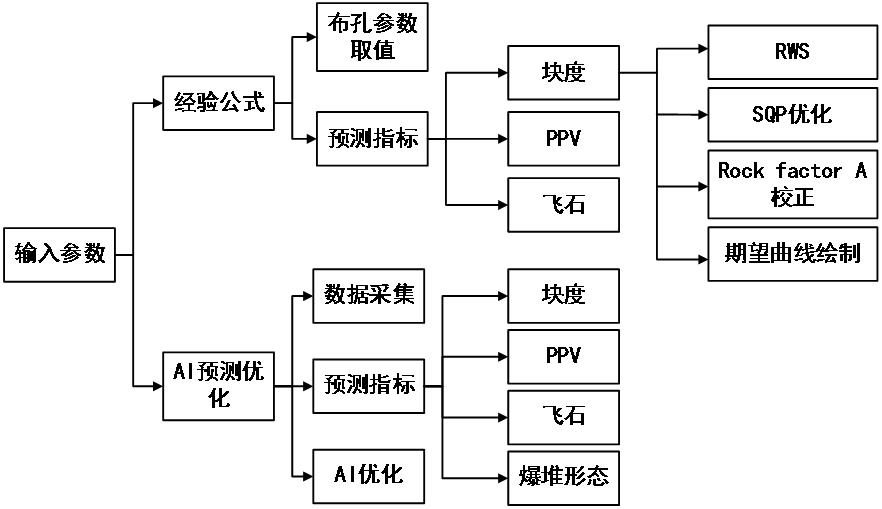 布孔参数
取值
RWS
经验公式
块度
SQP优化
预测指标
PPV
Rock factor A
校正
飞石
输入参数
期望曲线绘制
数据采集
块度
AI预测优
化
预测指标
PPV
飞石
AI优化
爆堆形态